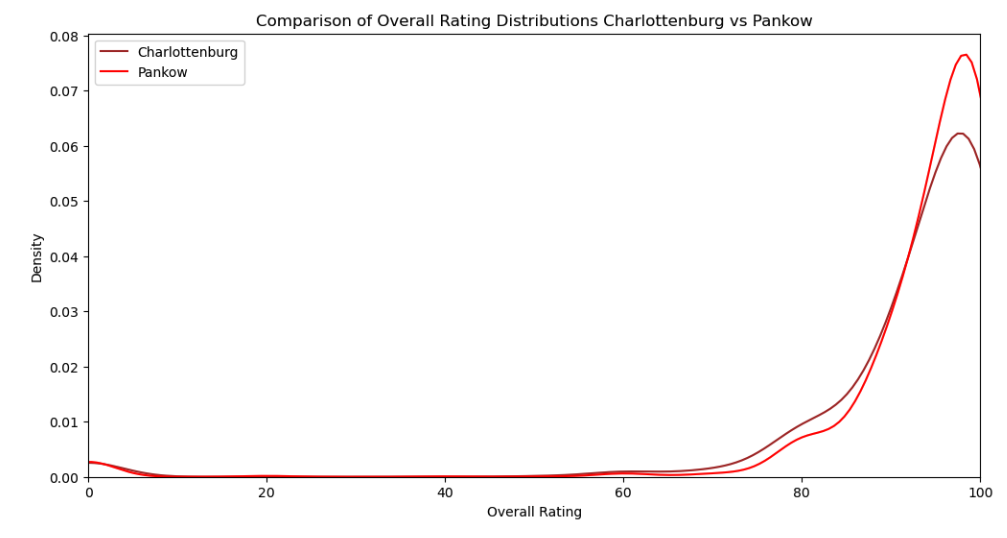 Comparison of Overall Rating Distributions Charlottenburg vs Pankow
0.08
0.07
0.06
0.05
0.04
0.03
0.02
0.01
0.00
Density
Charlottenburg
Pankow
0 20 40 60 80 100
Overall Rating